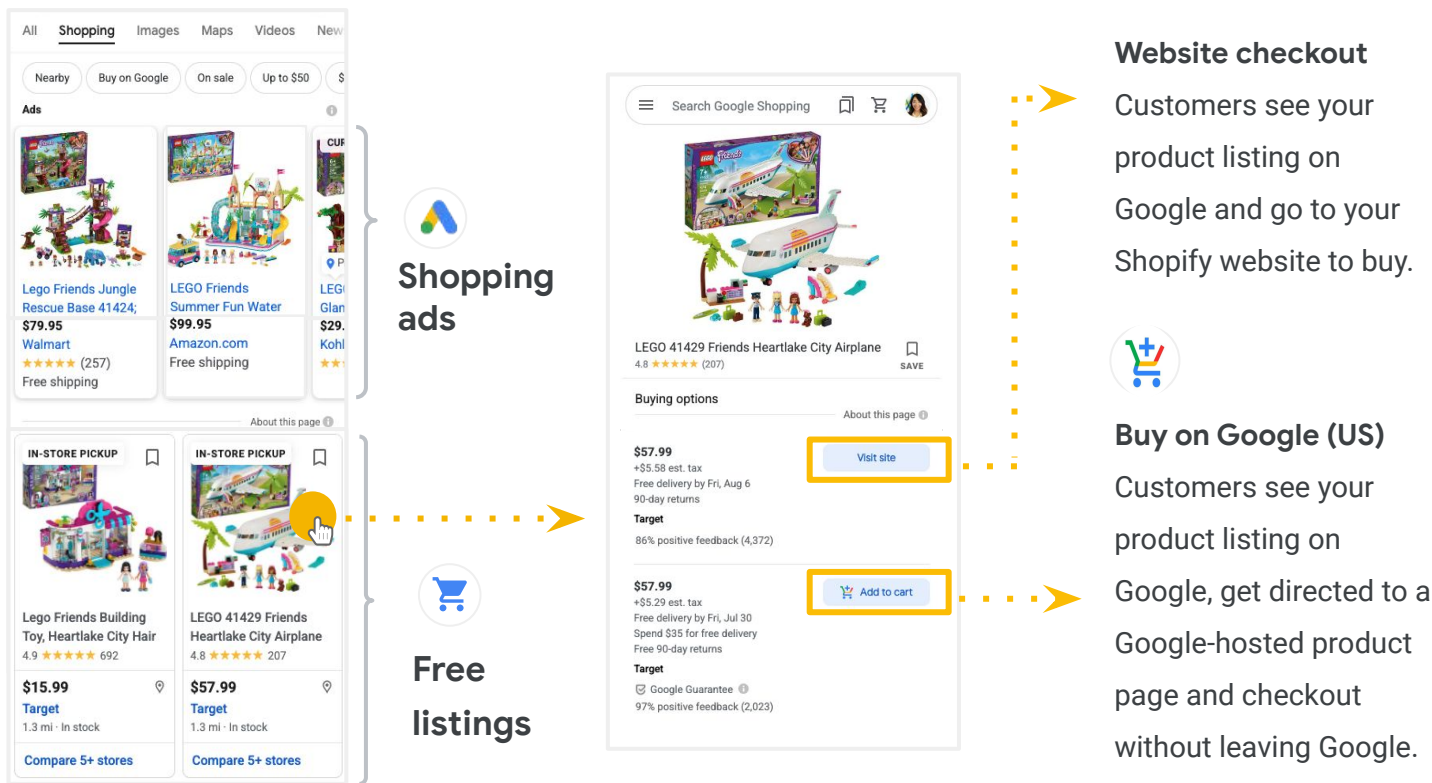 All Shopping Images Maps Videos New
Nearby Buy on Google On sale Up to $50 $
Ads
CUR
Lego Friends Jungle
Rescue Base 41424;
$79.95
Walmart
★★★★★ (257)
Free shipping
LEGO Friends
Summer Fun Water
$99.95
Amazon.com
Free shipping
P
LEG
Glan
$29.
Kohl
Shopping
ads
About this page
IN-STORE PICKUP
Lego Friends Building
Toy, Heartlake City Hair
4.9 ★★★★★ 692
$15.99
Target
1.3 mi · In stock
Compare 5+ stores
IN-STORE PICKUP
LEGO 41429 Friends
Heartlake City Airplane
4.8 ★★★★★ 207
$57.99
Target
1.3 mi · In stock
Compare 5+ stores
Free
listings
Search Google Shopping
LEGO
Friends
7+
LEGO 41429 Friends Heartlake City Airplane
4.8 ★★★★★ (207)
SAVE
Buying options
About this page
$57.99
+$5.58 est. tax
Free delivery by Fri, Aug 6
90-day returns
Target
86% positive feedback (4,372)
Visit site
$57.99
+$5.29 est. tax
Free delivery by Fri, Jul 30
Spend $35 for free delivery
Free 90-day returns
Target
Google Guarantee
97% positive feedback (2,023)
Add to cart
Website checkout
Customers see your
product listing on
Google and go to your
Shopify website to buy.
Buy on Google (US)
Customers see your
product listing on
Google, get directed to a
Google-hosted product
page and checkout
without leaving Google.